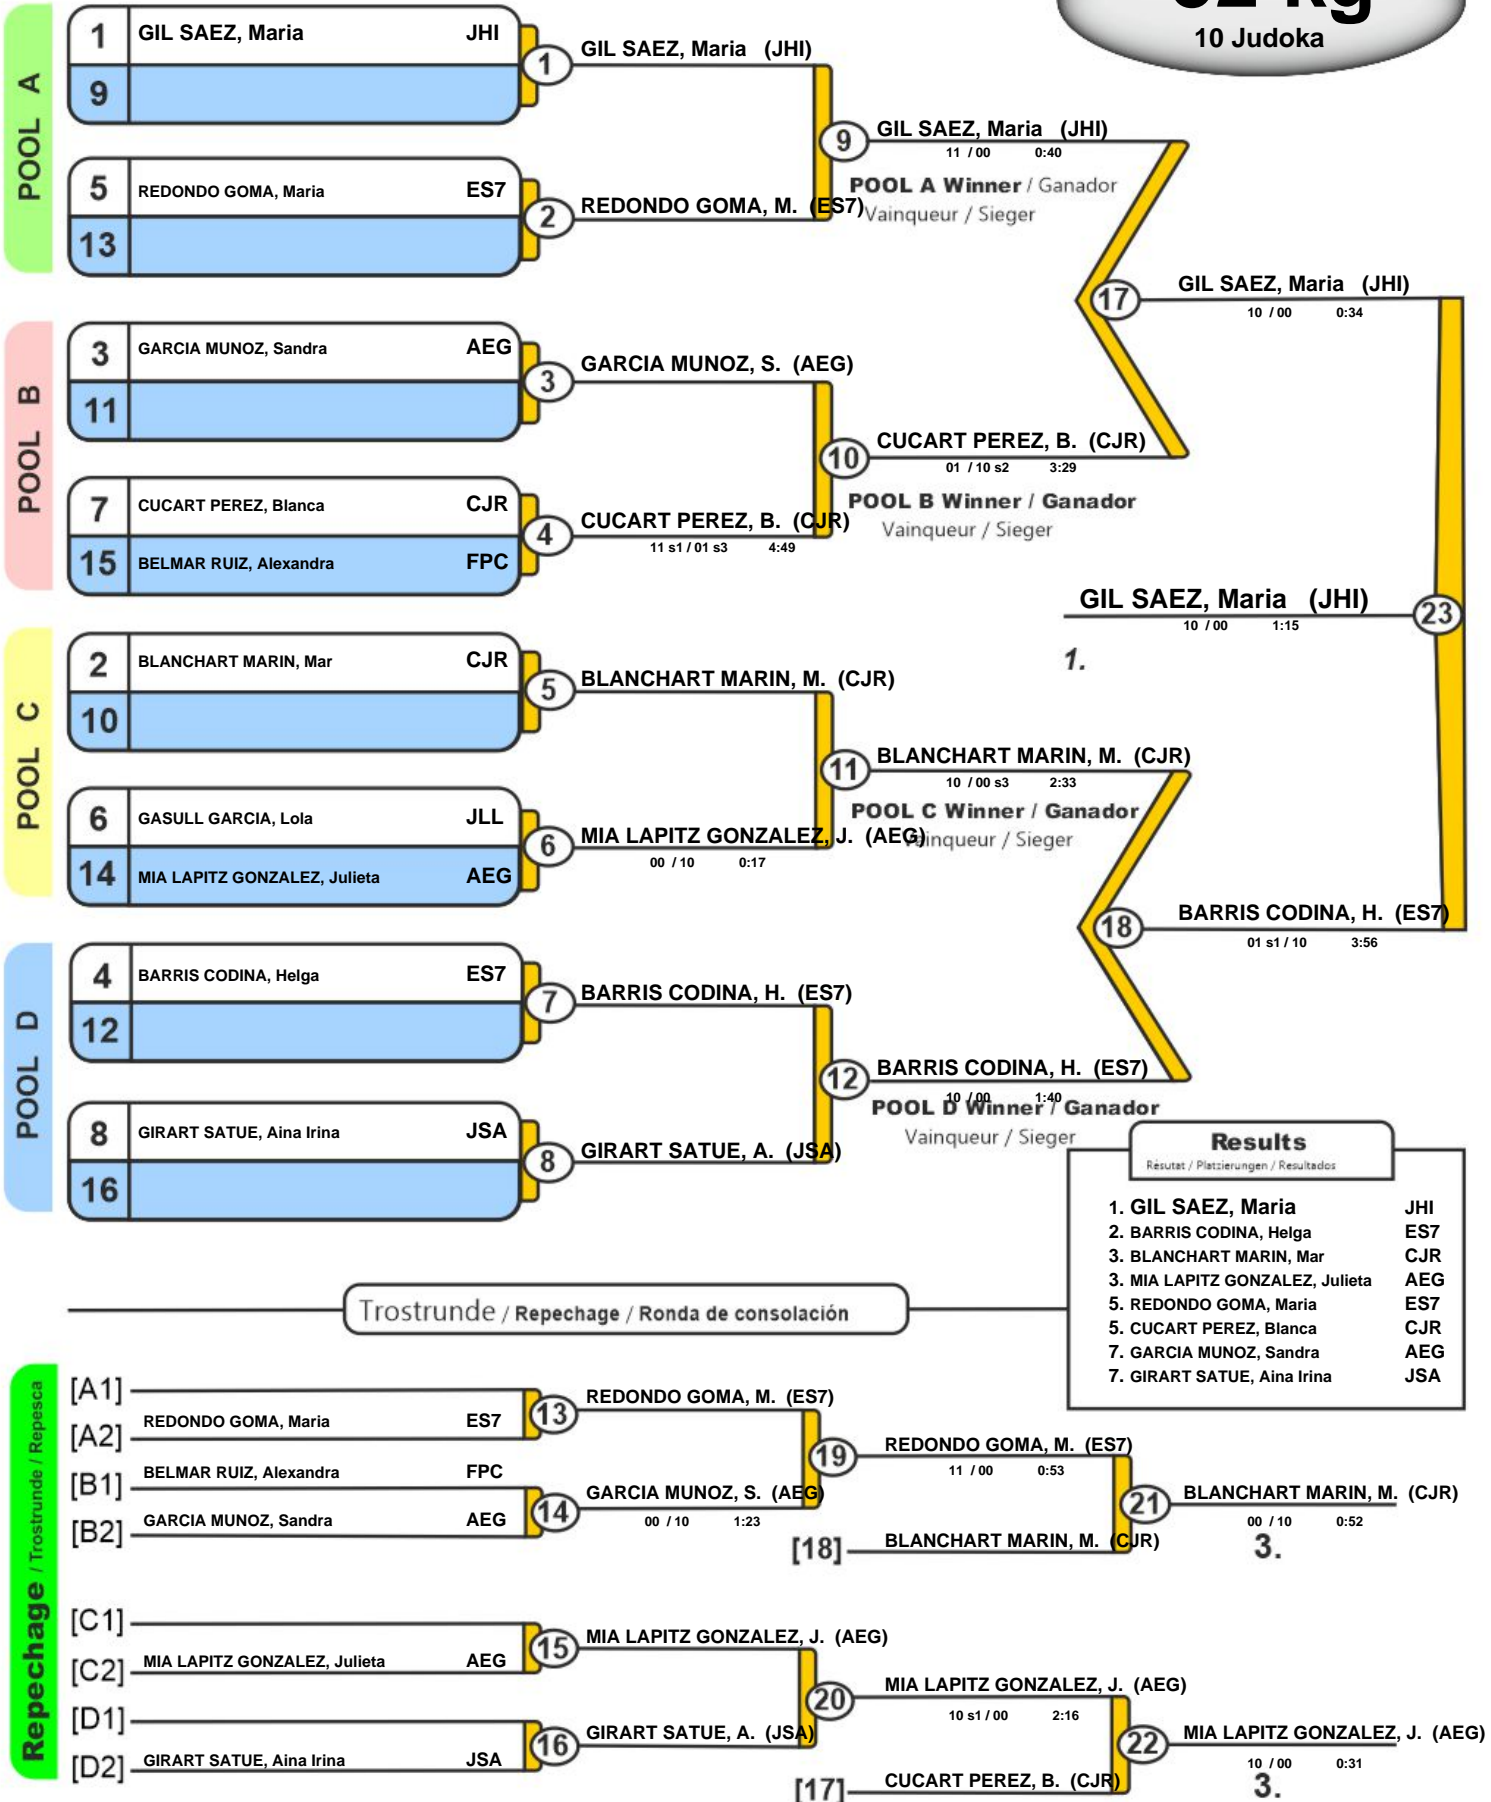 10 Judoka
POOL A
1 GIL SAEZ, Maria JHI
9
1
GIL SAEZ, Maria (JHI)
5 REDONDO GOMA, Maria ES7
13
2
REDONDO GOMA, M. (ES7)
9
GIL SAEZ, Maria (JHI)
11 / 00 0:40
POOL A Winner / Ganador
Vainqueur / Sieger
POOL B
3 GARCIA MUNOZ, Sandra AEG
11
3
GARCIA MUNOZ, S. (AEG)
7 CUCART PEREZ, Blanca CJR
15 BELMAR RUIZ, Alexandra FPC
4
CUCART PEREZ, B. (CJR)
11 s1 / 01 s3 4:49
10
CUCART PEREZ, B. (CJR)
01 / 10 s2 3:29
POOL B Winner / Ganador
Vainqueur / Sieger
17
GIL SAEZ, Maria (JHI)
10 / 00 0:34
GIL SAEZ, Maria (JHI)
10 / 00 1:15
23
1.
POOL C
2 BLANCHART MARIN, Mar CJR
10
5
BLANCHART MARIN, M. (CJR)
6 GASULL GARCIA, Lola JLL
14 MIA LAPITZ GONZALEZ, Julieta AEG
6
MIA LAPITZ GONZALEZ, J. (AEG)
00 / 10 0:17
11
BLANCHART MARIN, M. (CJR)
10 / 00 s3 2:33
POOL C Winner / Ganador
Vainqueur / Sieger
POOL D
4 BARRIS CODINA, Helga ES7
12
7
BARRIS CODINA, H. (ES7)
8 GIRART SATUE, Aina Irina JSA
16
8
GIRART SATUE, A. (JSA)
12
BARRIS CODINA, H. (ES7)
10 / 00 1:40
POOL D Winner / Ganador
Vainqueur / Sieger
18
BARRIS CODINA, H. (ES7)
01 s1 / 10 3:56
Results
Résutat / Platzierungen / Resultados
1. GIL SAEZ, Maria JHI
2. BARRIS CODINA, Helga ES7
3. BLANCHART MARIN, Mar CJR
3. MIA LAPITZ GONZALEZ, Julieta AEG
5. REDONDO GOMA, Maria ES7
5. CUCART PEREZ, Blanca CJR
7. GARCIA MUNOZ, Sandra AEG
7. GIRART SATUE, Aina Irina JSA
Trostrunde / Repechage / Ronda de consolación
Repechage / Trostrunde / Repesca
[A1]
[A2] REDONDO GOMA, Maria ES7
13
REDONDO GOMA, M. (ES7)
[B1] BELMAR RUIZ, Alexandra FPC
[B2] GARCIA MUNOZ, Sandra AEG
14
GARCIA MUNOZ, S. (AEG)
00 / 10 1:23
19
REDONDO GOMA, M. (ES7)
11 / 00 0:53
[18] BLANCHART MARIN, M. (CJR)
21
BLANCHART MARIN, M. (CJR)
00 / 10 0:52
3.
[C1]
[C2] MIA LAPITZ GONZALEZ, Julieta AEG
15
MIA LAPITZ GONZALEZ, J. (AEG)
[D1]
[D2] GIRART SATUE, Aina Irina JSA
16
GIRART SATUE, A. (JSA)
20
MIA LAPITZ GONZALEZ, J. (AEG)
10 s1 / 00 2:16
[17] CUCART PEREZ, B. (CJR)
22
MIA LAPITZ GONZALEZ, J. (AEG)
10 / 00 0:31
3.